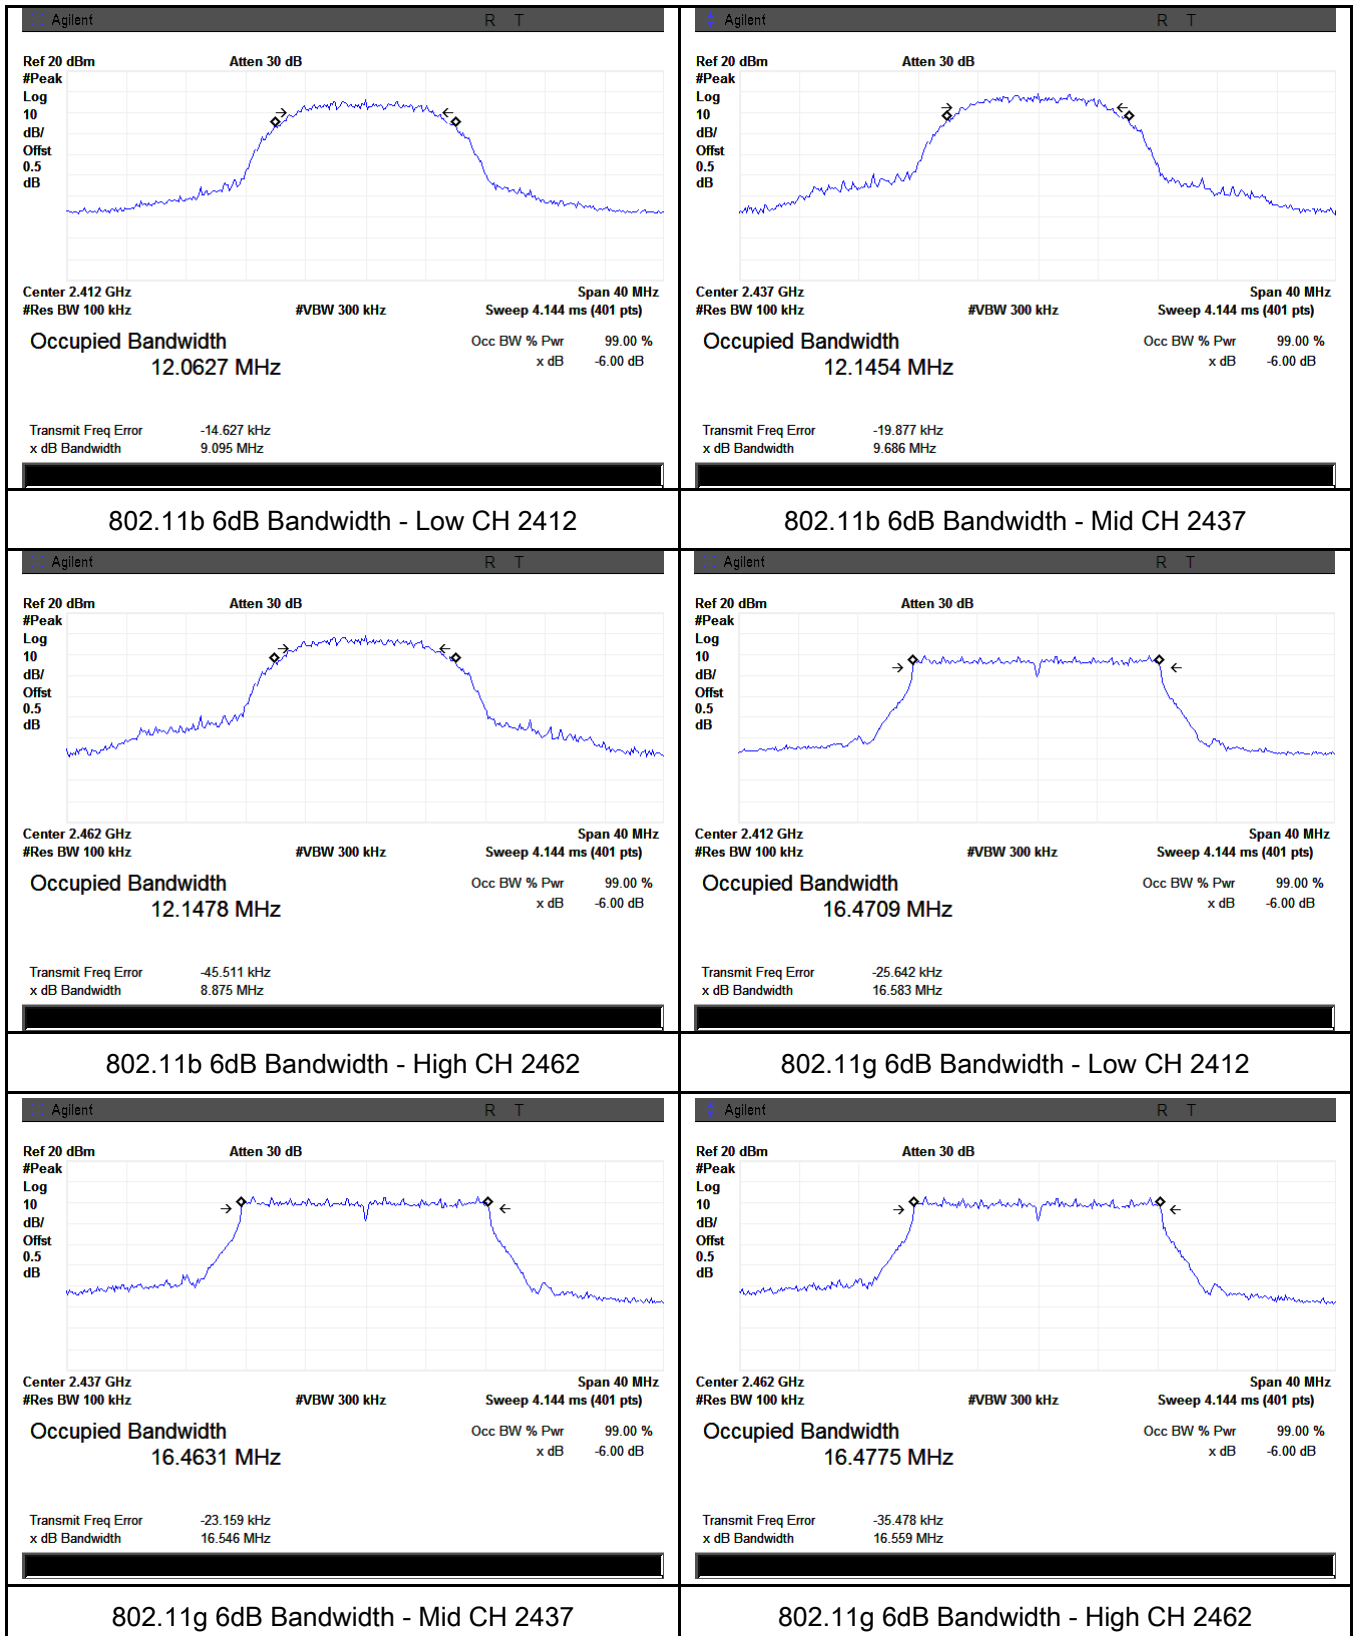 Agilent R T
Ref 20 dBm Atten 30 dB
#Peak
Log
10
dB/
Offst
0.5
dB
Center 2.412 GHz Span 40 MHz
#Res BW 100 kHz #VBW 300 kHz Sweep 4.144 ms (401 pts)
Occupied Bandwidth Occ BW % Pwr 99.00 %
12.0627 MHz x dB -6.00 dB
Transmit Freq Error -14.627 kHz
x dB Bandwidth 9.095 MHz
802.11b 6dB Bandwidth - Low CH 2412
Agilent R T
Ref 20 dBm Atten 30 dB
#Peak
Log
10
dB/
Offst
0.5
dB
Center 2.437 GHz Span 40 MHz
#Res BW 100 kHz #VBW 300 kHz Sweep 4.144 ms (401 pts)
Occupied Bandwidth Occ BW % Pwr 99.00 %
12.1454 MHz x dB -6.00 dB
Transmit Freq Error -19.877 kHz
x dB Bandwidth 9.686 MHz
802.11b 6dB Bandwidth - Mid CH 2437
Agilent R T
Ref 20 dBm Atten 30 dB
#Peak
Log
10
dB/
Offst
0.5
dB
Center 2.462 GHz Span 40 MHz
#Res BW 100 kHz #VBW 300 kHz Sweep 4.144 ms (401 pts)
Occupied Bandwidth Occ BW % Pwr 99.00 %
12.1478 MHz x dB -6.00 dB
Transmit Freq Error -45.511 kHz
x dB Bandwidth 8.875 MHz
802.11b 6dB Bandwidth - High CH 2462
Agilent R T
Ref 20 dBm Atten 30 dB
#Peak
Log
10
dB/
Offst
0.5
dB
Center 2.412 GHz Span 40 MHz
#Res BW 100 kHz #VBW 300 kHz Sweep 4.144 ms (401 pts)
Occupied Bandwidth Occ BW % Pwr 99.00 %
16.4709 MHz x dB -6.00 dB
Transmit Freq Error -25.642 kHz
x dB Bandwidth 16.583 MHz
802.11g 6dB Bandwidth - Low CH 2412
Agilent R T
Ref 20 dBm Atten 30 dB
#Peak
Log
10
dB/
Offst
0.5
dB
Center 2.437 GHz Span 40 MHz
#Res BW 100 kHz #VBW 300 kHz Sweep 4.144 ms (401 pts)
Occupied Bandwidth Occ BW % Pwr 99.00 %
16.4631 MHz x dB -6.00 dB
Transmit Freq Error -23.159 kHz
x dB Bandwidth 16.546 MHz
802.11g 6dB Bandwidth - Mid CH 2437
Agilent R T
Ref 20 dBm Atten 30 dB
#Peak
Log
10
dB/
Offst
0.5
dB
Center 2.462 GHz Span 40 MHz
#Res BW 100 kHz #VBW 300 kHz Sweep 4.144 ms (401 pts)
Occupied Bandwidth Occ BW % Pwr 99.00 %
16.4775 MHz x dB -6.00 dB
Transmit Freq Error -35.478 kHz
x dB Bandwidth 16.559 MHz
802.11g 6dB Bandwidth - High CH 2462